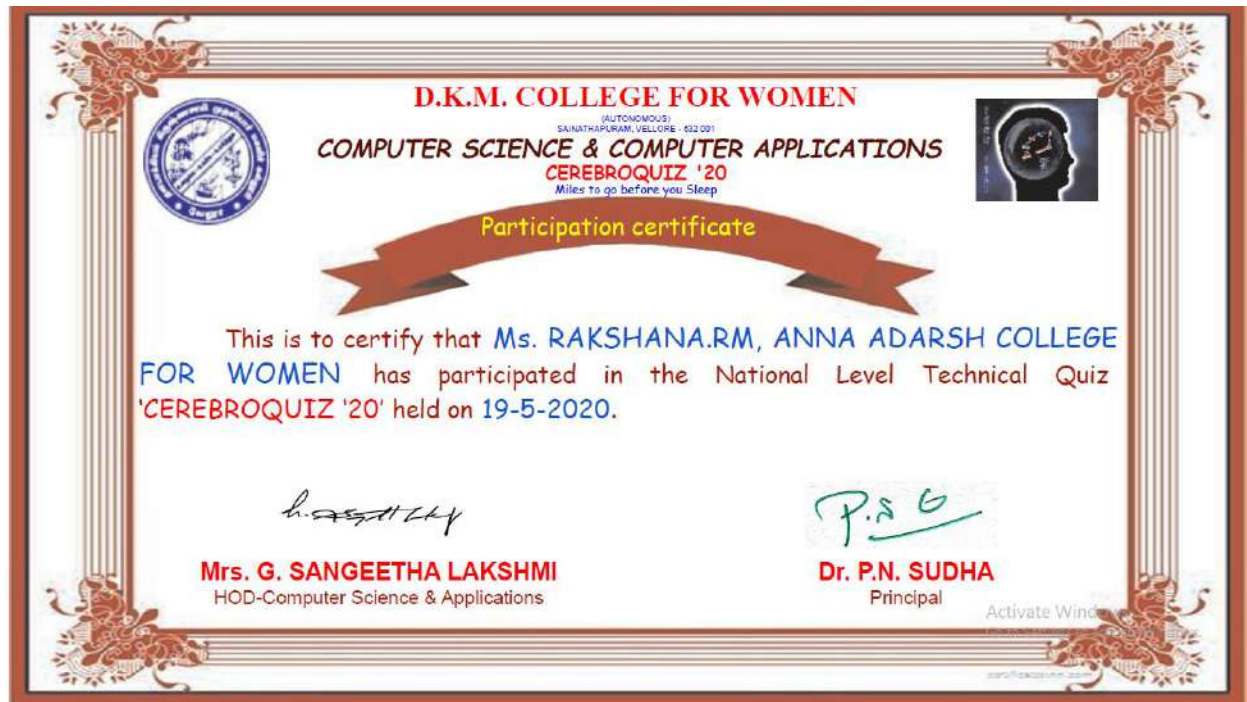 D.K.M. COLLEGE FOR WOMEN
(AUTONOMOUS)
SAINATHAPURAM, VELLORE - 632 001
COMPUTER SCIENCE & COMPUTER APPLICATIONS
CEREBROQUIZ '20
Miles to go before you Sleep
Participation certificate
This is to certify that Ms. RAKSHANA.RM, ANNA ADARSH COLLEGE
FOR WOMEN has participated in the National Level Technical Quiz
'CEREBROQUIZ '20' held on 19-5-2020.
P.S G
Mrs. G. SANGEETHA LAKSHMI
Dr. P.N. SUDHA
HOD-Computer Science & Applications
Principal
Activate Windo